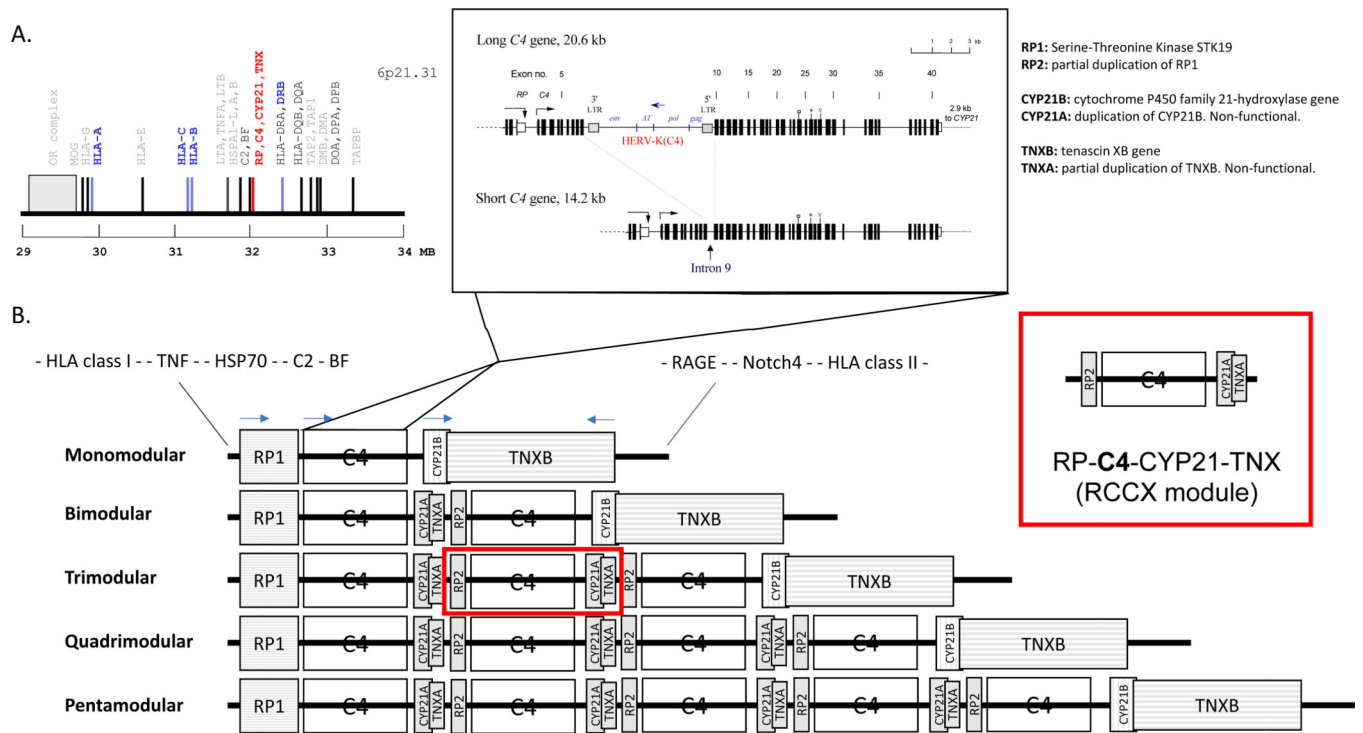 A.
6p21.31
OR complex
MOG
HLA-G
HLA-A
HLA-E
HLA-C
HLA-B
LTA,TNFA,LTB
HSPA1-L,A,B
C2,BF
RP,C4,CYP21,TNX
HLA-DRA,DRB
HLA-DQB,DQA
TAP2,TAP1
DMB,DMA
DOA,DPA,DPB
TAPBP
29 30 31 32 33 34 MB
Long C4 gene, 20.6 kb
1 2 3 kb
Exon no. 5 10 15 20 25 30 35 40
RP C4
3' LTR
env AT pol gag
5' LTR
HERV-K(C4)
2.9 kb
to CYP21
Short C4 gene, 14.2 kb
Intron 9
RP1: Serine-Threonine Kinase STK19
RP2: partial duplication of RP1
CYP21B: cytochrome P450 family 21-hydroxylase gene
CYP21A: duplication of CYP21B. Non-functional.
TNXB: tenascin XB gene
TNXA: partial duplication of TNXB. Non-functional.
B.
- HLA class I - - TNF - - HSP70 - - C2 - BF
- RAGE - - Notch4 - - HLA class II -
Monomodular RP1 C4 CYP21B TNXB
Bimodular RP1 C4 CYP21A TNXA RP2 C4 CYP21B TNXB
Trimodular RP1 C4 CYP21A TNXA RP2 C4 CYP21A TNXA RP2 C4 CYP21B TNXB
Quadrimodular RP1 C4 CYP21A TNXA RP2 C4 CYP21A TNXA RP2 C4 CYP21A TNXA RP2 C4 CYP21B TNXB
Pentamodular RP1 C4 CYP21A TNXA RP2 C4 CYP21A TNXA RP2 C4 CYP21A TNXA RP2 C4 CYP21A TNXA RP2 C4 CYP21B TNXB
RP2 C4 CYP21A TNXA
RP-C4-CYP21-TNX
(RCCX module)